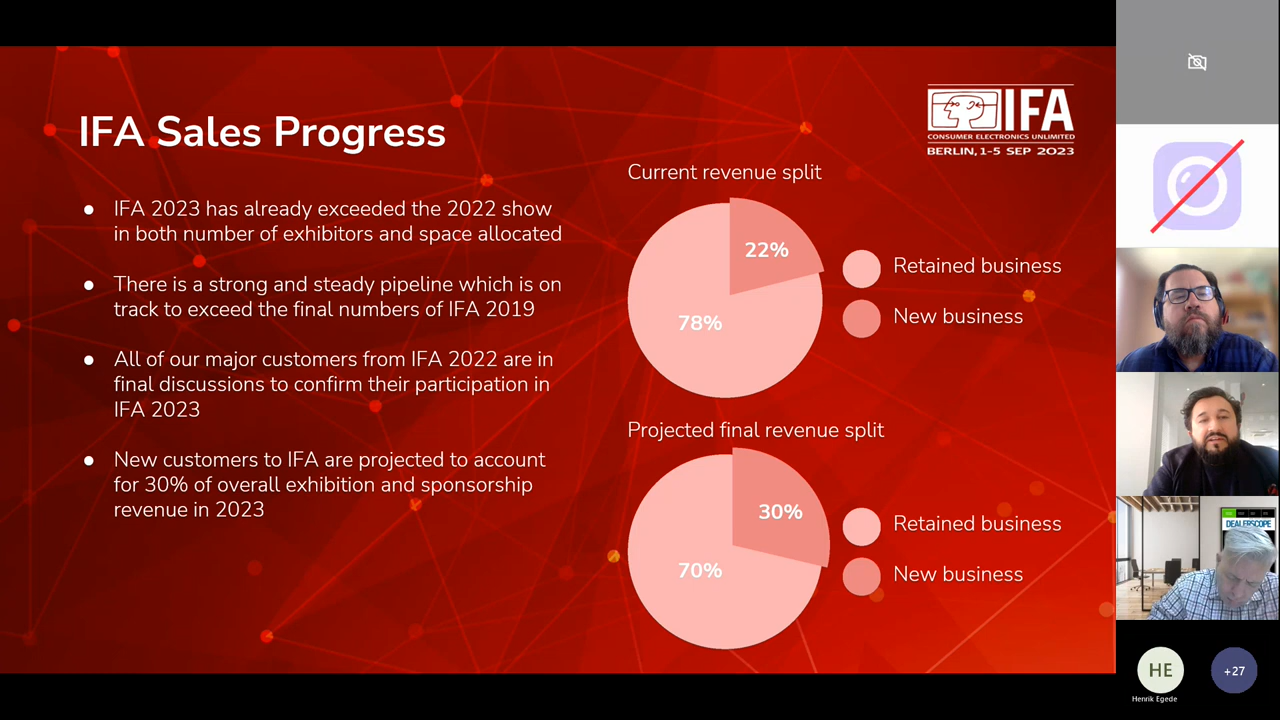 IFA Sales Progress
IFA
CONSUMER ELECTRONICS UNLIMITED
BERLIN, 1-5 SEP 2023
● IFA 2023 has already exceeded the 2022 show
in both number of exhibitors and space allocated
● There is a strong and steady pipeline which is on
track to exceed the final numbers of IFA 2019
● All of our major customers from IFA 2022 are in
final discussions to confirm their participation in
IFA 2023
● New customers to IFA are projected to account
for 30% of overall exhibition and sponsorship
revenue in 2023
Current revenue split
22%
78%
Retained business
New business
Projected final revenue split
30%
70%
Retained business
New business
DEALERSCOPE
HE
Henrik Egede
+27